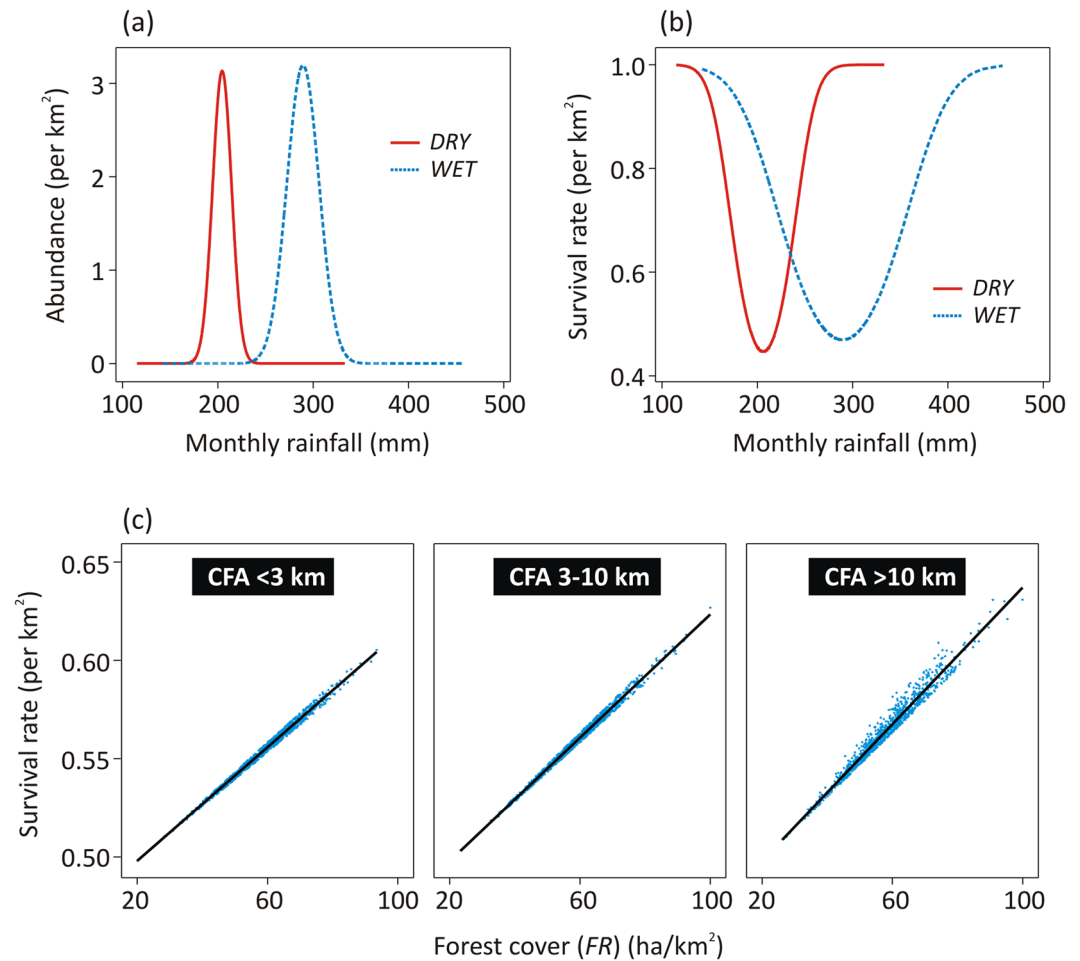 (a)
3
2
1
0
100 200 300 400 500
Abundance (per km²)
Monthly rainfall (mm)
DRY
WET
(b)
1.0
0.8
0.6
0.4
100 200 300 400 500
Survival rate (per km²)
Monthly rainfall (mm)
DRY
WET
(c)
CFA <3 km
CFA 3-10 km
CFA >10 km
0.65
0.60
0.55
0.50
Survival rate (per km²)
20 60 100
20 60 100
20 60 100
Forest cover (FR) (ha/km²)